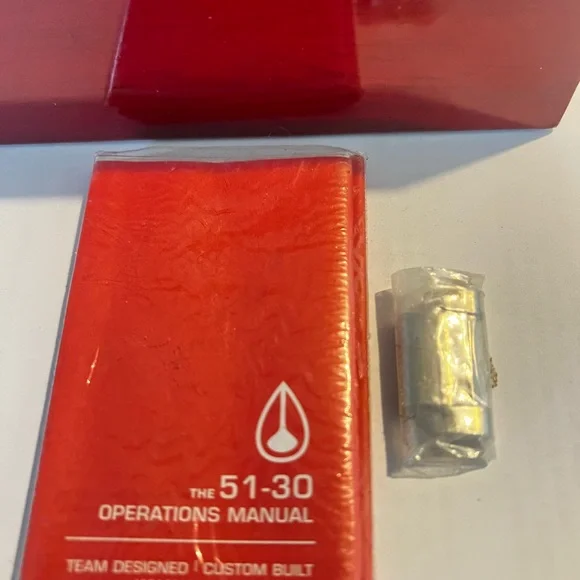 THE 51-30
OPERATIONS MANUAL
TEAM DESIGNED | CUSTOM BUILT